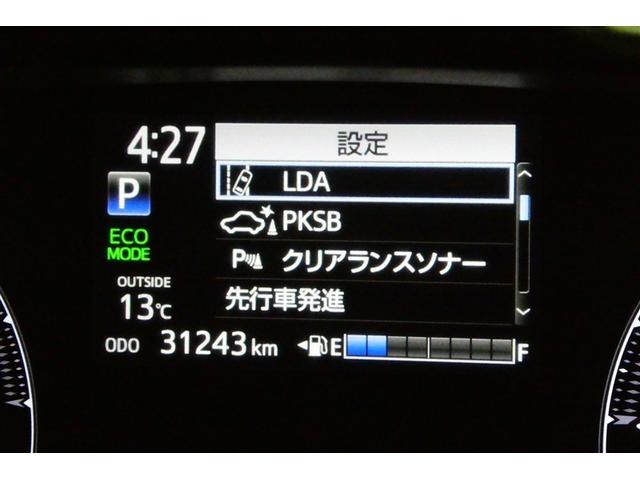 4:27
設定
LDA
P
PKSB
ECO
MODE
P クリアランスソナー
OUTSIDE
13℃
先行車発進
ODO 31243 km
E F